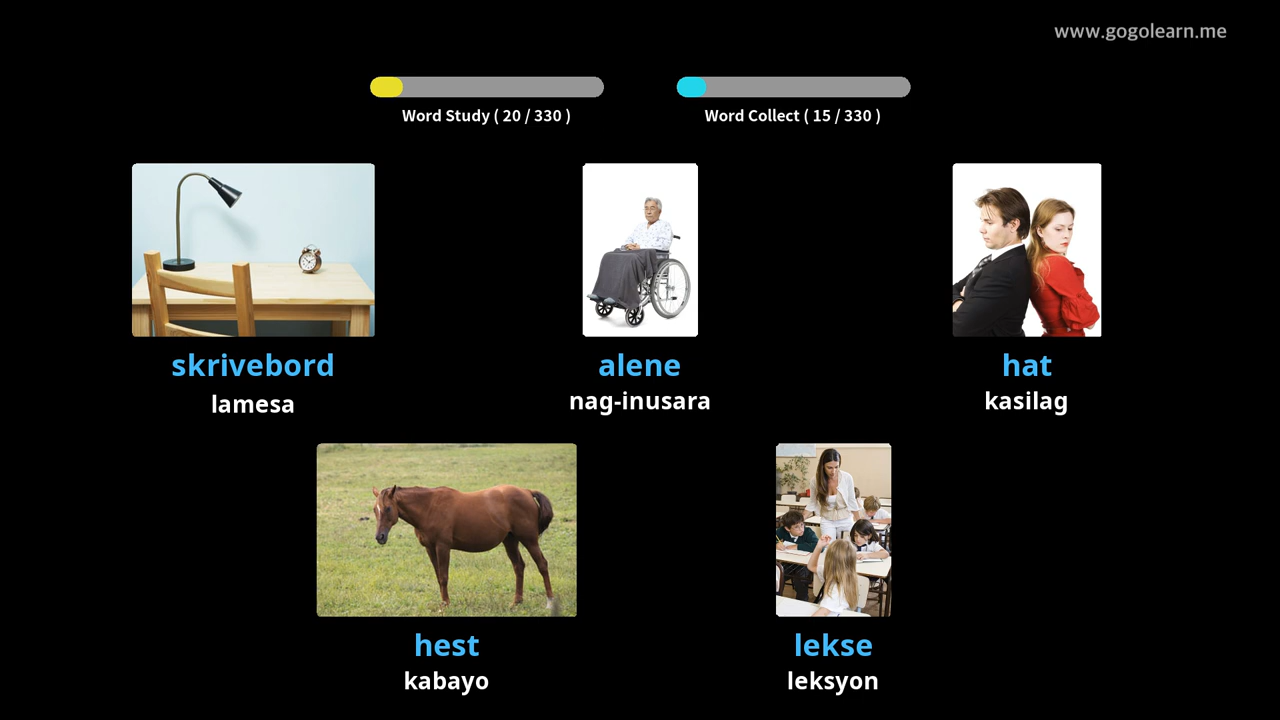 www.gogolearn.me
Word Study ( 20 / 330 )
Word Collect ( 15 / 330 )
skrivebord
lamesa
alene
nag-inusara
hat
kasilag
hest
kabayo
lekse
leksyon